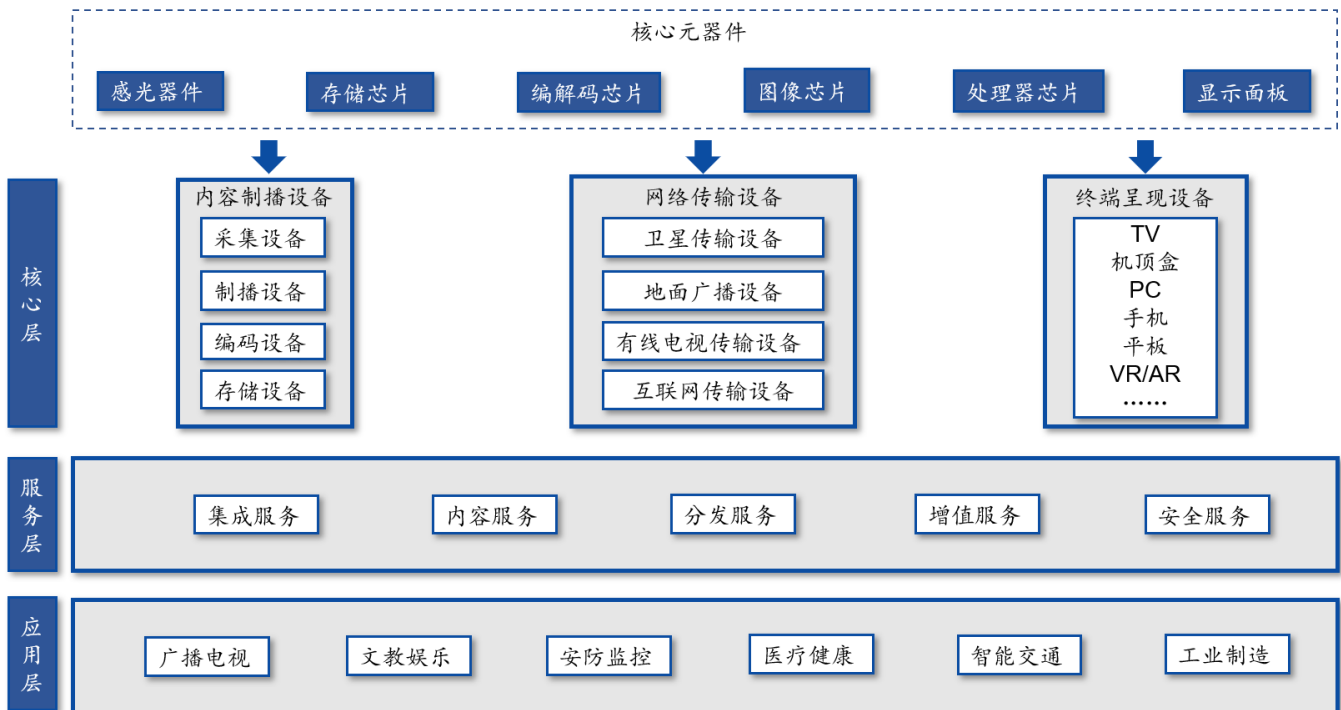 核心元器件
感光器件
存储芯片
编解码芯片
图像芯片
处理器芯片
显示面板
核心层
内容制播设备
采集设备
制播设备
编码设备
存储设备
网络传输设备
卫星传输设备
地面广播设备
有线电视传输设备
互联网传输设备
终端呈现设备
TV
机顶盒
PC
手机
平板
VR/AR
……
服务层
集成服务
内容服务
分发服务
增值服务
安全服务
应用层
广播电视
文教娱乐
安防监控
医疗健康
智能交通
工业制造